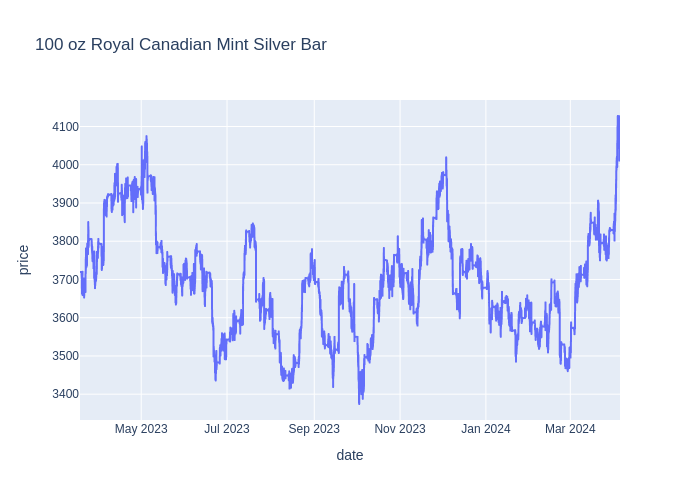 100 oz Royal Canadian Mint Silver Bar
4100
4000
3900
3800
3700
3600
3500
3400
price
May 2023
Jul 2023
Sep 2023
Nov 2023
Jan 2024
Mar 2024
date